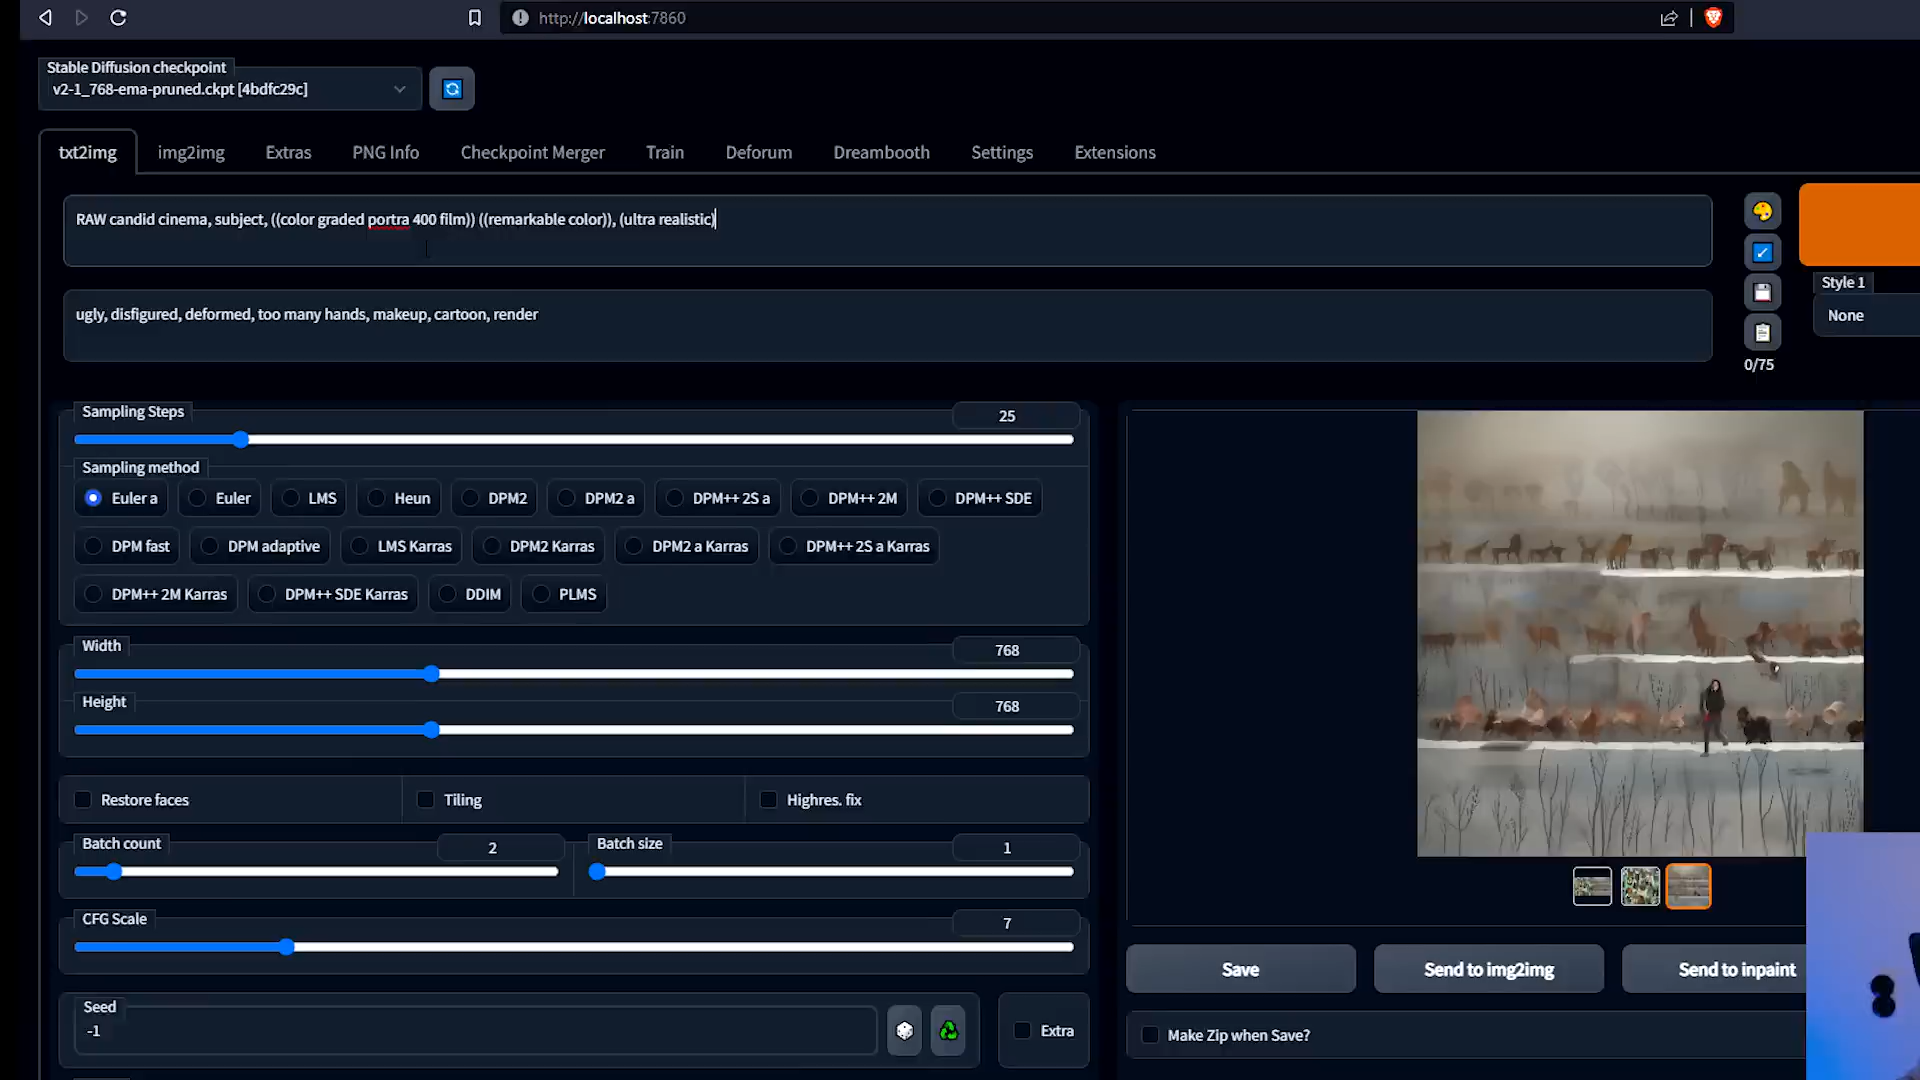 http://localhost:7860
Stable Diffusion checkpoint
v2-1_768-ema-pruned.ckpt [4bdfc29c]
txt2img img2img Extras PNG Info Checkpoint Merger Train Deforum Dreambooth Settings Extensions
RAW candid cinema, subject, ((color graded portra 400 film)) ((remarkable color)), (ultra realistic)
ugly, disfigured, deformed, too many hands, makeup, cartoon, render
0/75
Style 1
None
Sampling Steps
25
Sampling method
Euler a Euler LMS Heun DPM2 DPM2 a DPM++ 2S a DPM++ 2M DPM++ SDE
DPM fast DPM adaptive LMS Karras DPM2 Karras DPM2 a Karras DPM++ 2S a Karras
DPM++ 2M Karras DPM++ SDE Karras DDIM PLMS
Width
768
Height
768
Restore faces Tiling Highres. fix
Batch count
2
Batch size
1
CFG Scale
7
Seed
-1
Extra
Save Send to img2img Send to inpaint
Make Zip when Save?